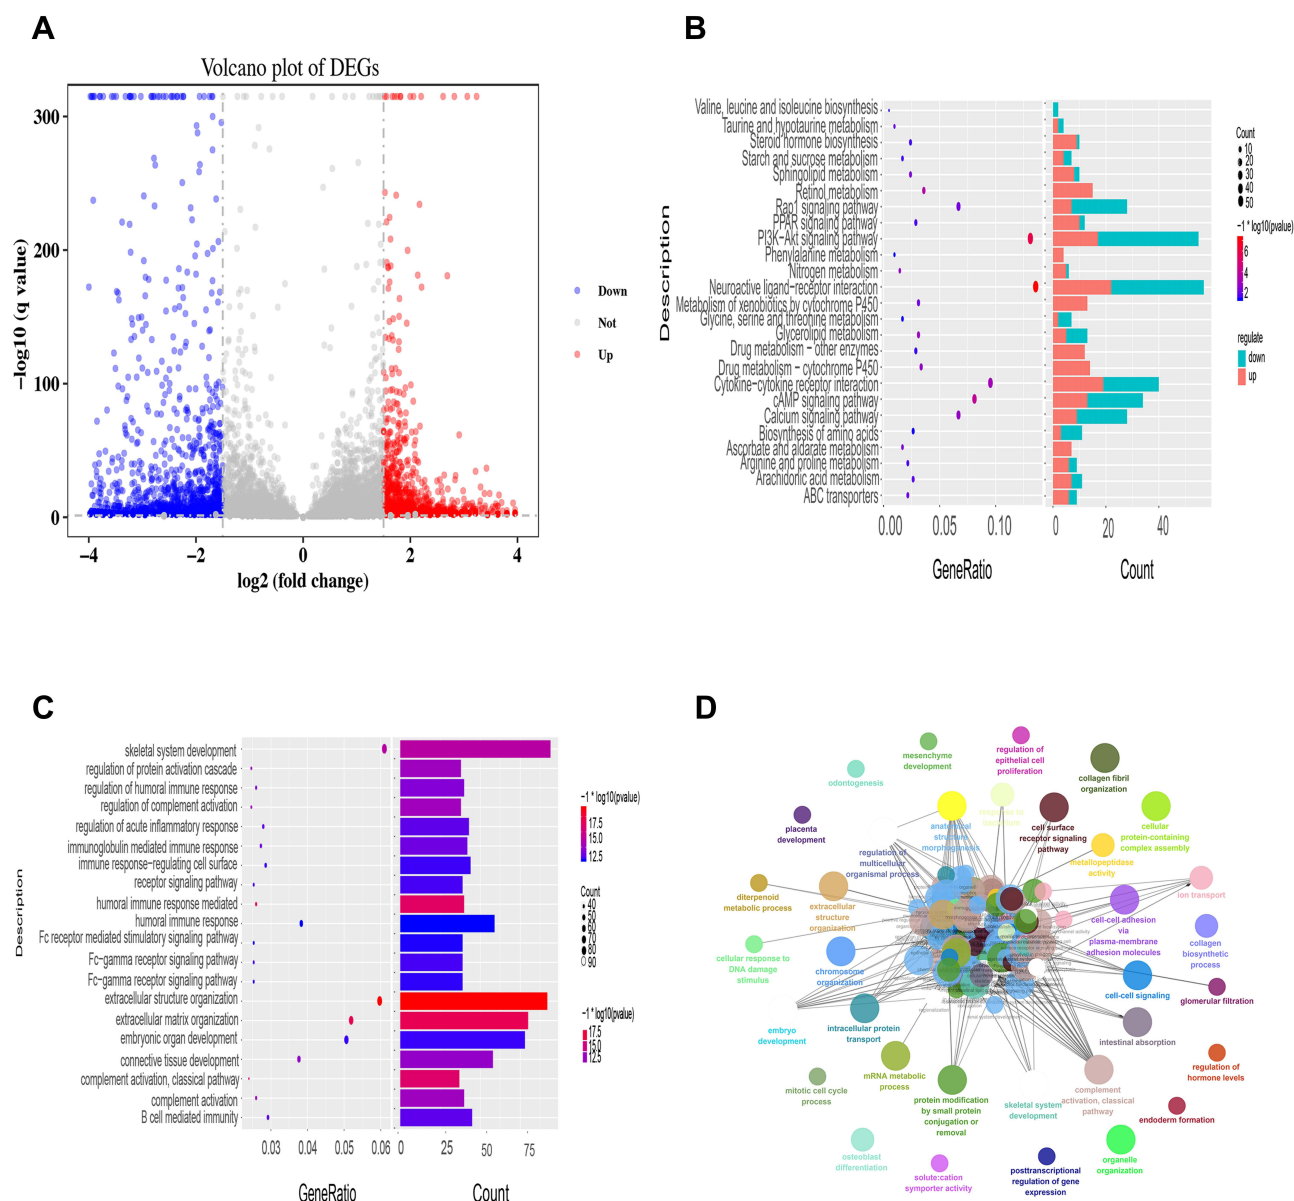 A
Volcano plot of DEGs
−log10 (q value)
300
200
100
0
−4
−2
0
2
4
log2 (fold change)
Down
Not
Up
B
Description
Valine, leucine and isoleucine biosynthesis
Taurine and hypotaurine metabolism
Steroid hormone biosynthesis
Starch and sucrose metabolism
Sphingolipid metabolism
Retinol metabolism
Rap1 signaling pathway
PPAR signaling pathway
PI3K−Akt signaling pathway
Phenylalanine metabolism
Nitrogen metabolism
Neuroactive ligand−receptor interaction
Metabolism of xenobiotics by cytochrome P450
Glycine, serine and threonine metabolism
Glycerolipid metabolism
Drug metabolism − other enzymes
Drug metabolism − cytochrome P450
Cytokine−cytokine receptor interaction
cAMP signaling pathway
Calcium signaling pathway
Biosynthesis of amino acids
Ascorbate and aldarate metabolism
Arginine and proline metabolism
Arachidonic acid metabolism
ABC transporters
0.00
0.05
0.10
GeneRatio
0
20
40
Count
Count
10
20
30
40
50
−1 * log10(pvalue)
6
4
2
regulate
down
up
C
Description
skeletal system development
regulation of protein activation cascade
regulation of humoral immune response
regulation of complement activation
regulation of acute inflammatory response
immunoglobulin mediated immune response
immune response−regulating cell surface
receptor signaling pathway
humoral immune response mediated
humoral immune response
Fc receptor mediated stimulatory signaling pathway
Fc−gamma receptor signaling pathway
Fc−gamma receptor signaling pathway
extracellular structure organization
extracellular matrix organization
embryonic organ development
connective tissue development
complement activation, classical pathway
complement activation
B cell mediated immunity
0.03
0.04
0.05
0.06
GeneRatio
0
25
50
75
Count
−1 * log10(pvalue)
17.5
15.0
12.5
Count
40
50
60
70
80
90
−1 * log10(pvalue)
17.5
15.0
12.5
D
mesenchyme
development
regulation of
epithelial cell
proliferation
collagen fibril
organization
odontogenesis
placenta
development
anatomical
structure
morphogenesis
cell surface
receptor signaling
pathway
cellular
protein-containing
complex assembly
regulation of
multicellular
organismal process
metallopeptidase
activity
diterpenoid
metabolic process
extracellular
structure
organization
ion transport
cell-cell adhesion
via
plasma-membrane
adhesion molecules
collagen
biosynthetic
process
cellular response to
DNA damage
stimulus
chromosome
organization
cell-cell signaling
glomerular filtration
embryo
development
intracellular protein
transport
intestinal absorption
mRNA metabolic
process
regulation of
hormone levels
mitotic cell cycle
process
protein modification
by small protein
conjugation or
removal
skeletal system
development
complement
activation, classical
pathway
endoderm formation
osteoblast
differentiation
solute:cation
symporter activity
posttranscriptional
regulation of gene
expression
organelle
organization